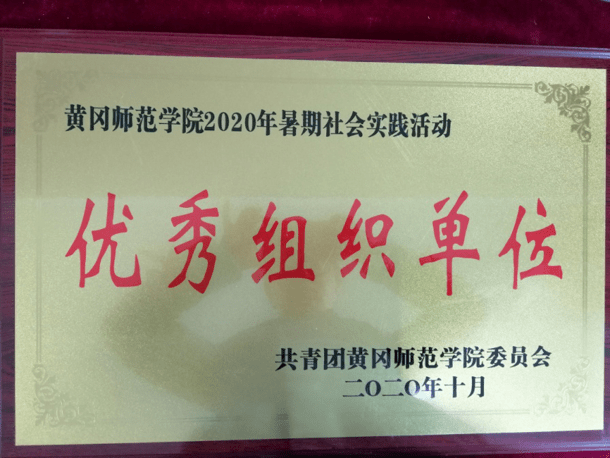 黄冈师范学院2020年暑期社会实践活动
优秀组织单位
共青团黄冈师范学院委员会
二〇二〇年十月